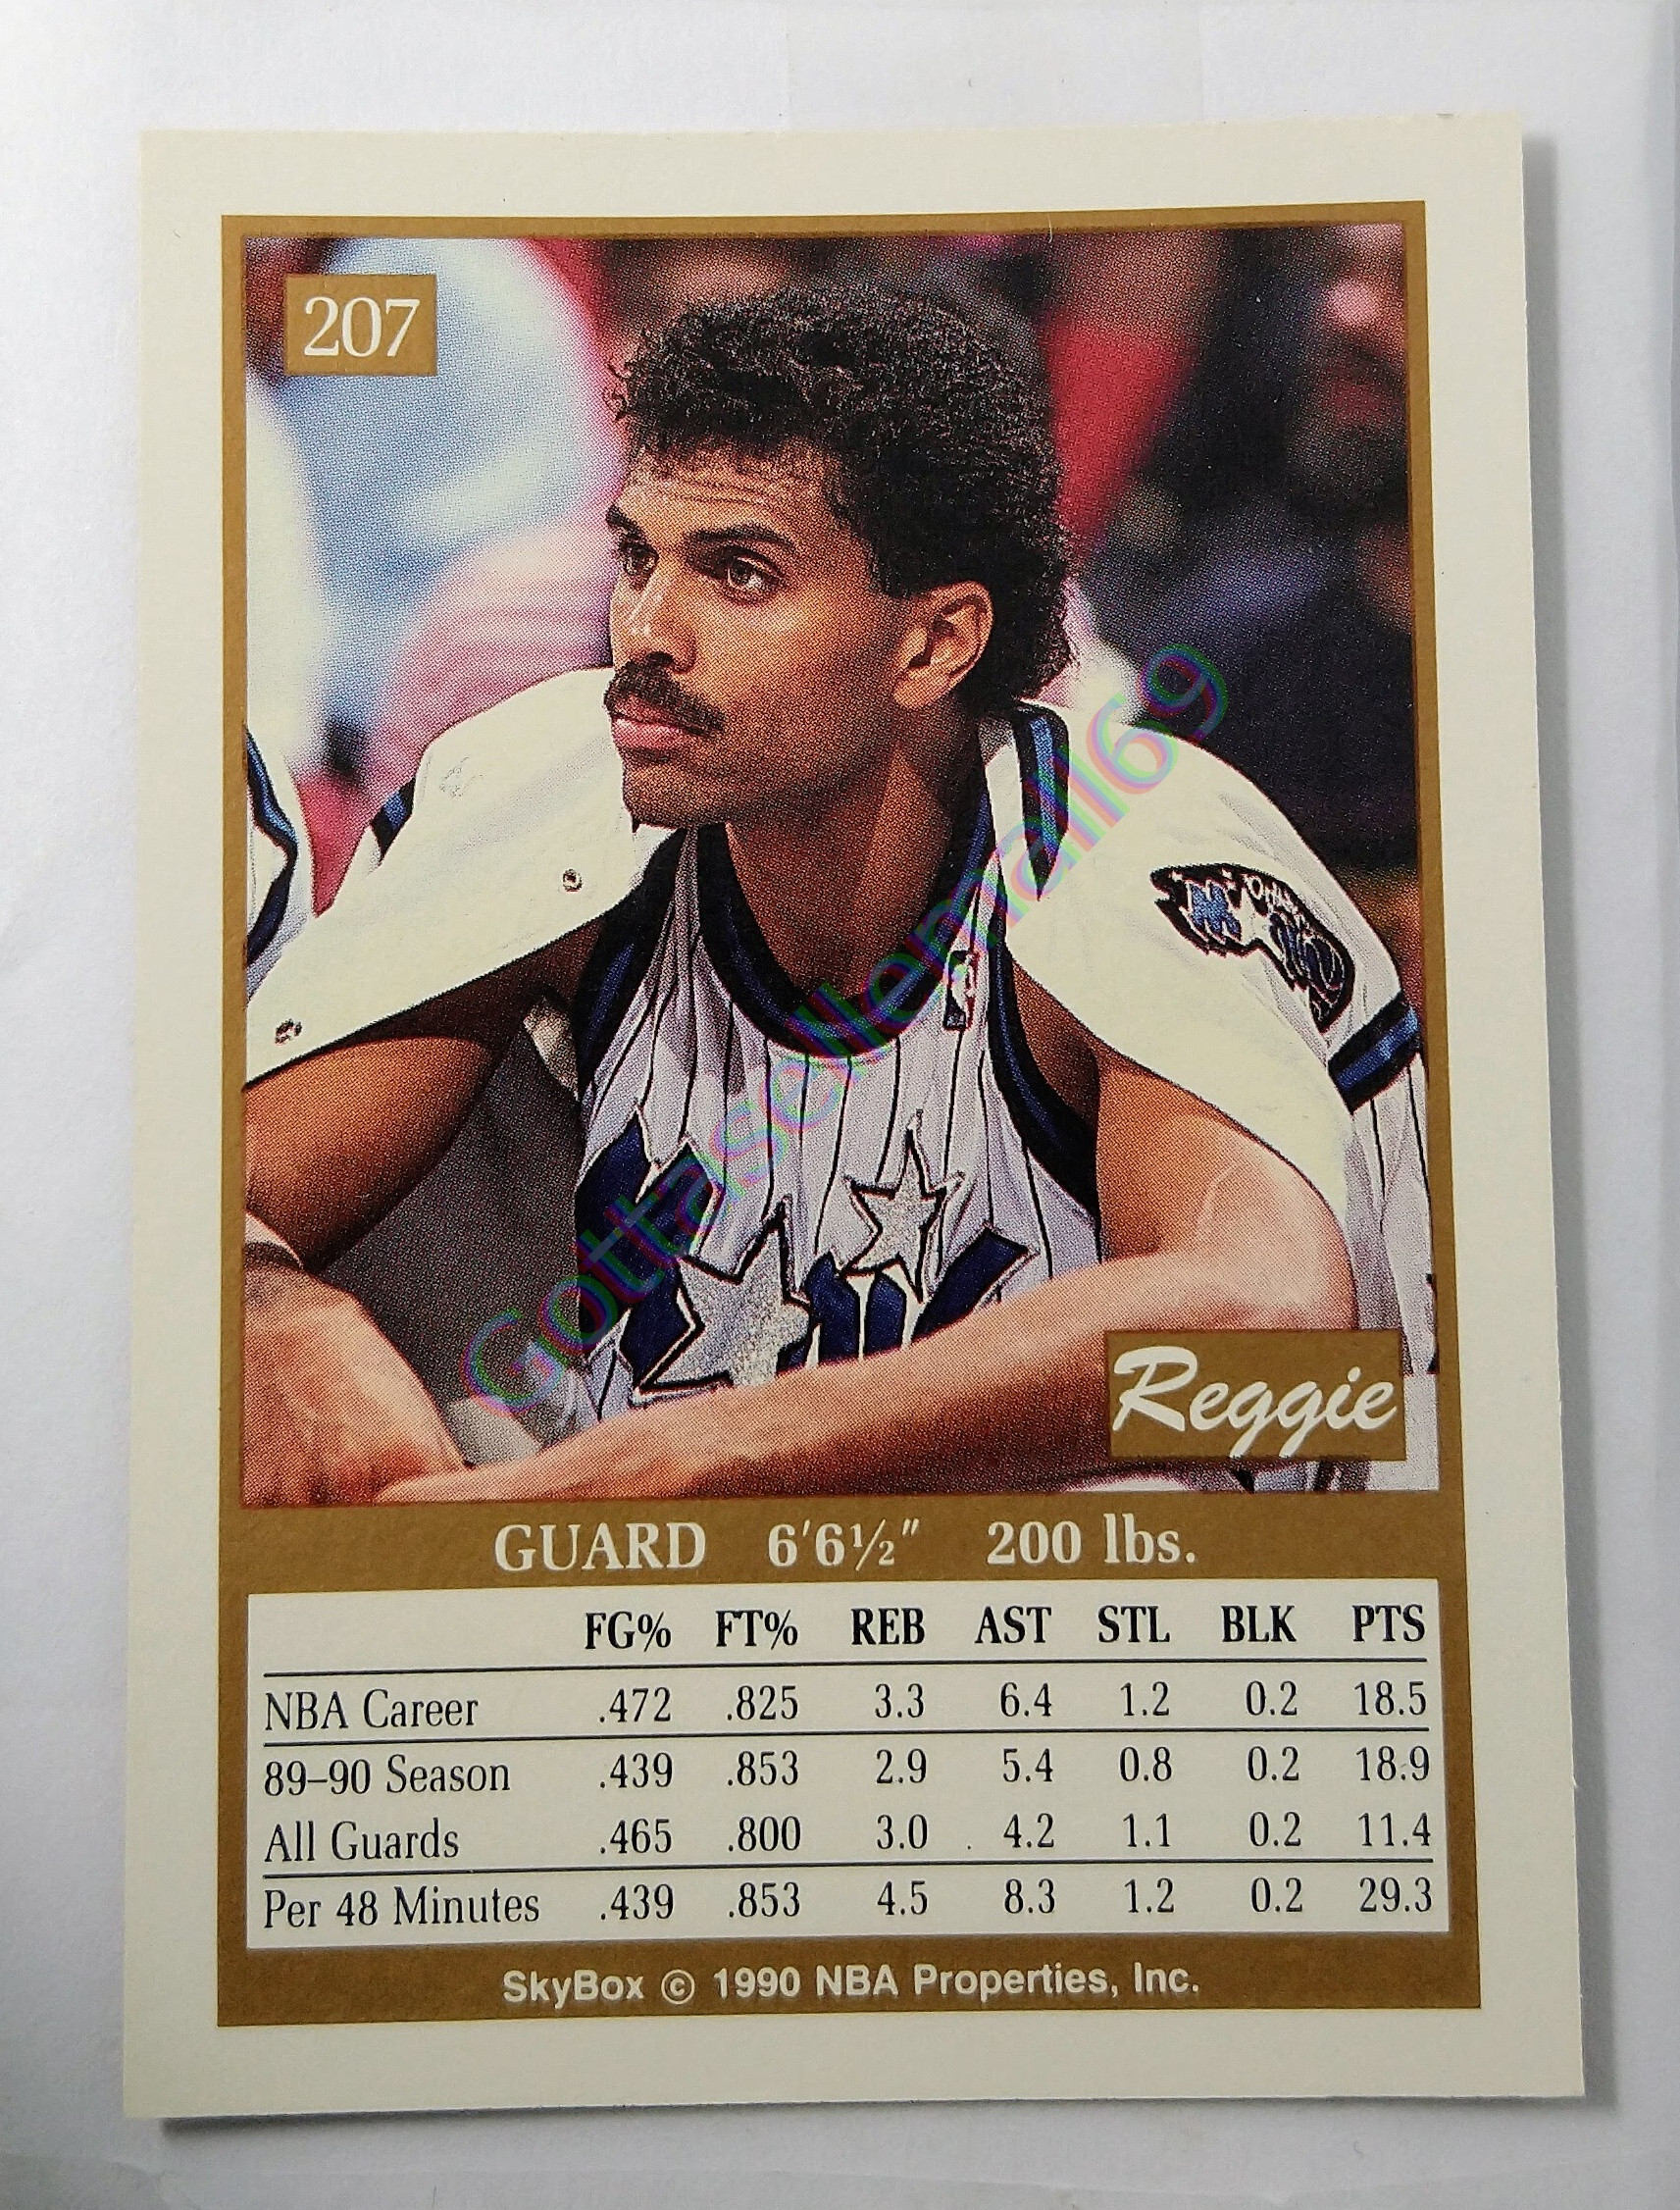 207
Orlando
Magic
Gottasellemall69
Reggie
GUARD 6'6½" 200 lbs.
FG% FT% REB AST STL BLK PTS
NBA Career .472 .825 3.3 6.4 1.2 0.2 18.5
89–90 Season .439 .853 2.9 5.4 0.8 0.2 18.9
All Guards .465 .800 3.0 4.2 1.1 0.2 11.4
Per 48 Minutes .439 .853 4.5 8.3 1.2 0.2 29.3
SkyBox © 1990 NBA Properties, Inc.